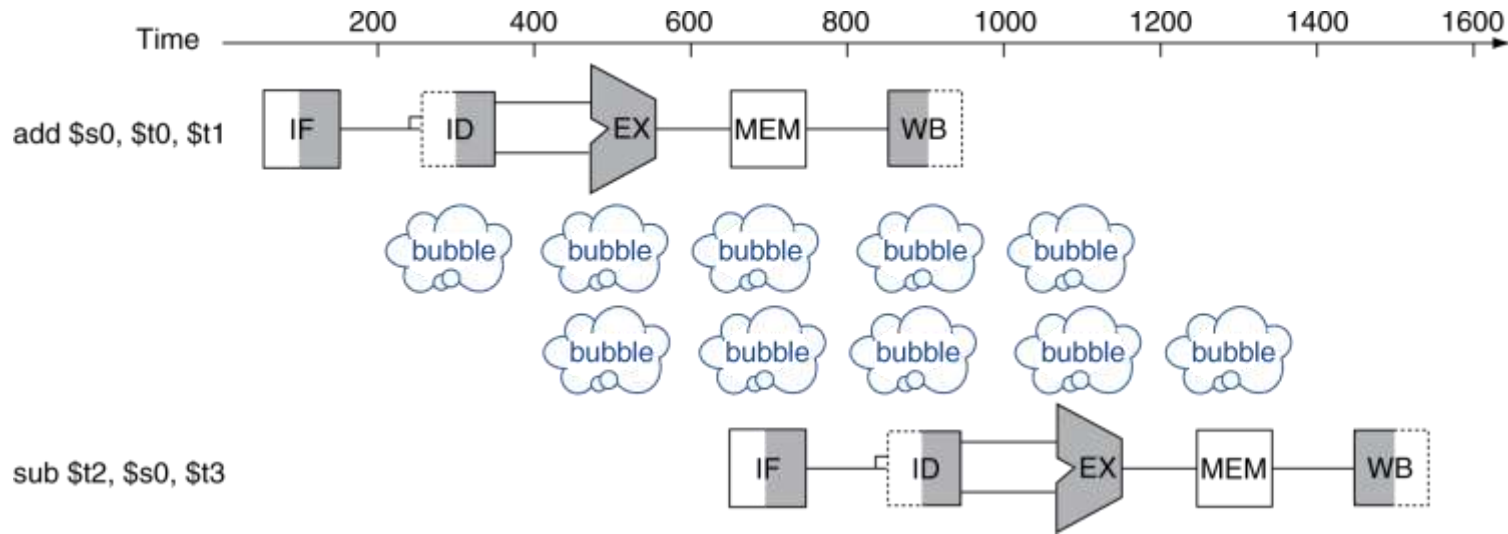 200 400 600 800 1000 1200 1400 1600
Time
add $s0, $t0, $t1 IF ID EX MEM WB
bubble bubble bubble bubble bubble
bubble bubble bubble bubble bubble
sub $t2, $s0, $t3 IF ID EX MEM WB